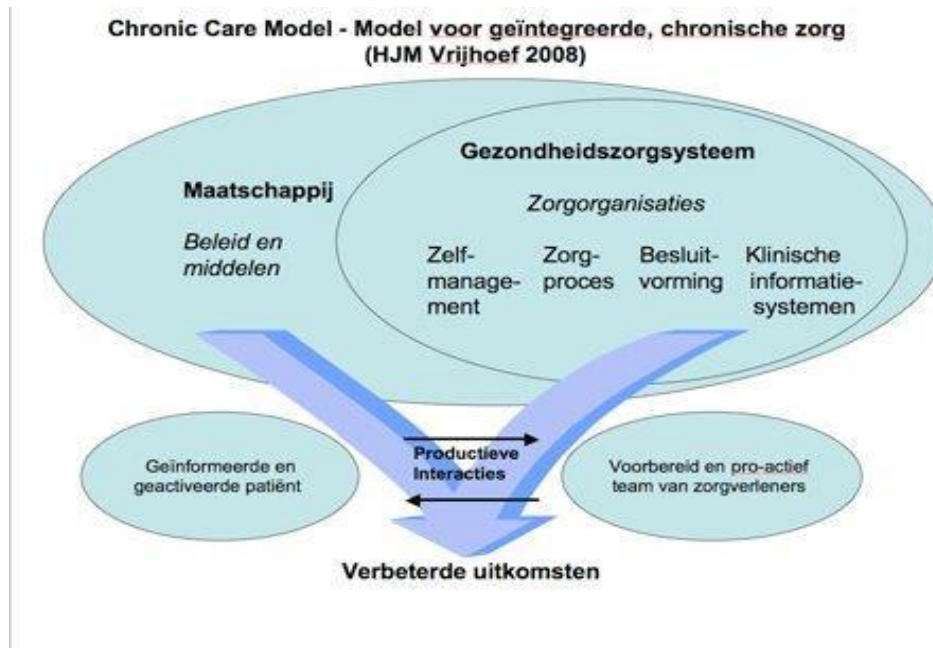 Chronic Care Model - Model voor geïntegreerde, chronische zorg
(HJM Vrijhoef 2008)
Gezondheidszorgsysteem
Maatschappij
Zorgorganisaties
Beleid en
middelen
Zelf-
manage-
ment
Zorg-
proces
Besluit-
vorming
Klinische
informatie-
systemen
Productieve
Interacties
Geïnformeerde en
geactiveerde patiënt
Voorbereid en pro-actief
team van zorgverleners
Verbeterde uitkomsten